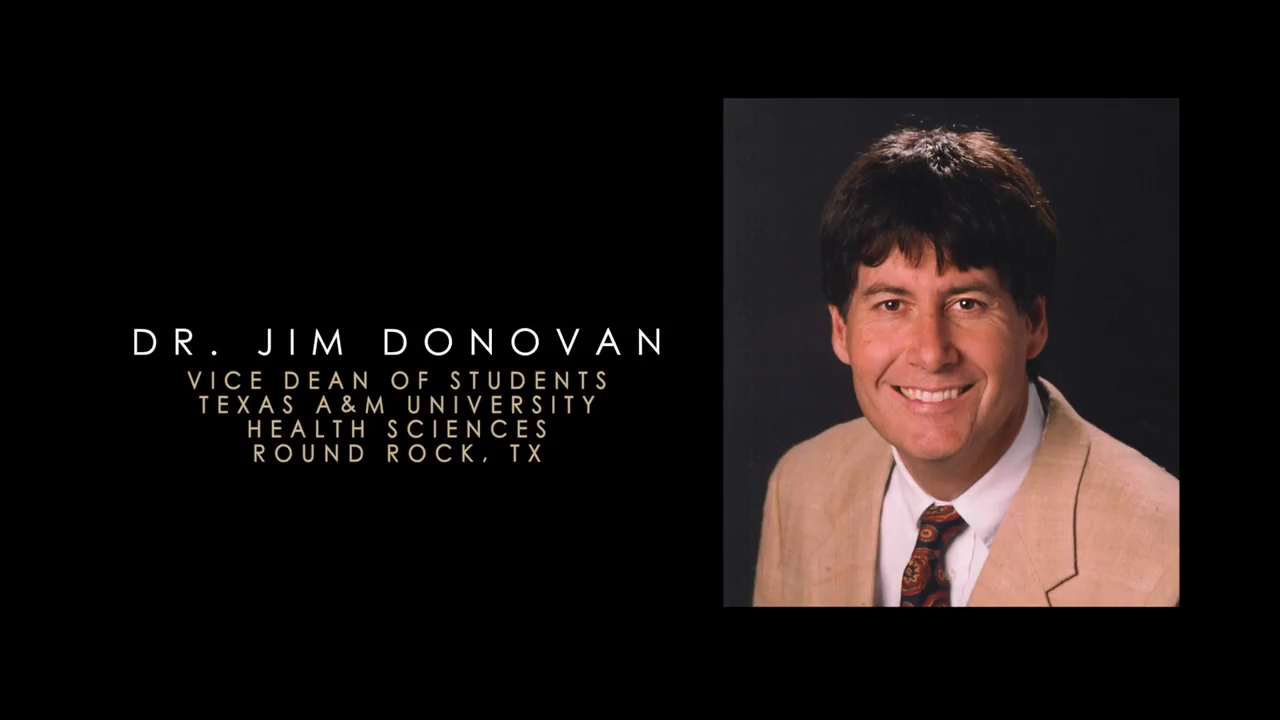 DR. JIM DONOVAN
VICE DEAN OF STUDENTS
TEXAS A&M UNIVERSITY
HEALTH SCIENCES
ROUND ROCK, TX